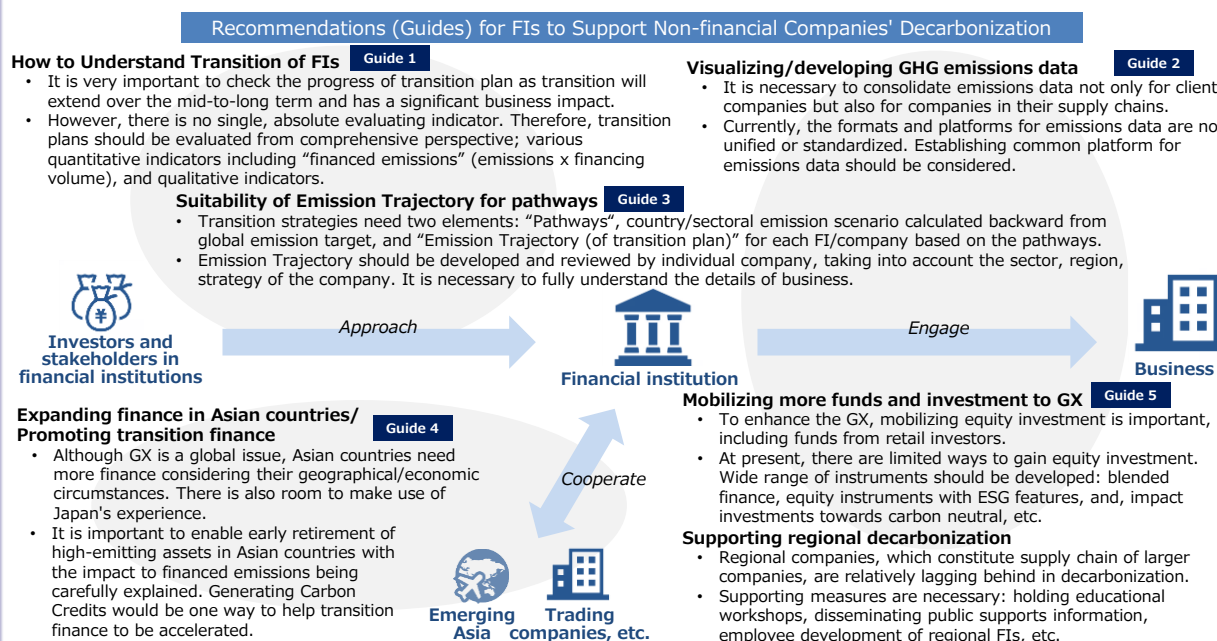 Recommendations (Guides) for FIs to Support Non-financial Companies' Decarbonization
How to Understand Transition of FIs Guide 1
• It is very important to check the progress of transition plan as transition will
extend over the mid-to-long term and has a significant business impact.
• However, there is no single, absolute evaluating indicator. Therefore, transition
plans should be evaluated from comprehensive perspective; various
quantitative indicators including “financed emissions” (emissions x financing
volume), and qualitative indicators.
Visualizing/developing GHG emissions data Guide 2
• It is necessary to consolidate emissions data not only for client
companies but also for companies in their supply chains.
• Currently, the formats and platforms for emissions data are no
unified or standardized. Establishing common platform for
emissions data should be considered.
Suitability of Emission Trajectory for pathways Guide 3
• Transition strategies need two elements: “Pathways“, country/sectoral emission scenario calculated backward from
global emission target, and “Emission Trajectory (of transition plan)” for each FI/company based on the pathways.
• Emission Trajectory should be developed and reviewed by individual company, taking into account the sector, region,
strategy of the company. It is necessary to fully understand the details of business.
¥
Investors and
stakeholders in
financial institutions
Approach
Financial institution
Engage
Business
Expanding finance in Asian countries/
Promoting transition finance
Guide 4
• Although GX is a global issue, Asian countries need
more finance considering their geographical/economic
circumstances. There is also room to make use of
Japan's experience.
• It is important to enable early retirement of
high-emitting assets in Asian countries with
the impact to financed emissions being
carefully explained. Generating Carbon
Credits would be one way to help transition
finance to be accelerated.
Cooperate
Emerging
Asia
Trading
companies, etc.
Mobilizing more funds and investment to GX Guide 5
• To enhance the GX, mobilizing equity investment is important,
including funds from retail investors.
• At present, there are limited ways to gain equity investment.
Wide range of instruments should be developed: blended
finance, equity instruments with ESG features, and, impact
investments towards carbon neutral, etc.
Supporting regional decarbonization
• Regional companies, which constitute supply chain of larger
companies, are relatively lagging behind in decarbonization.
• Supporting measures are necessary: holding educational
workshops, disseminating public supports information,
employee development of regional FIs, etc.